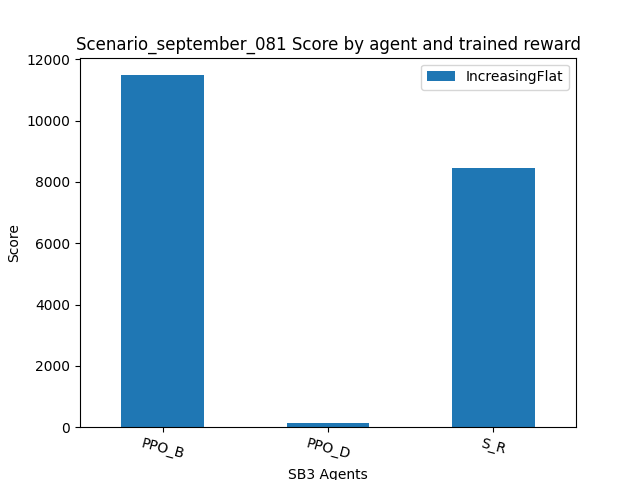 Scenario_september_081 Score by agent and trained reward
IncreasingFlat
12000
10000
8000
6000
4000
2000
0
Score
PPO_B
PPO_D
S_R
SB3 Agents